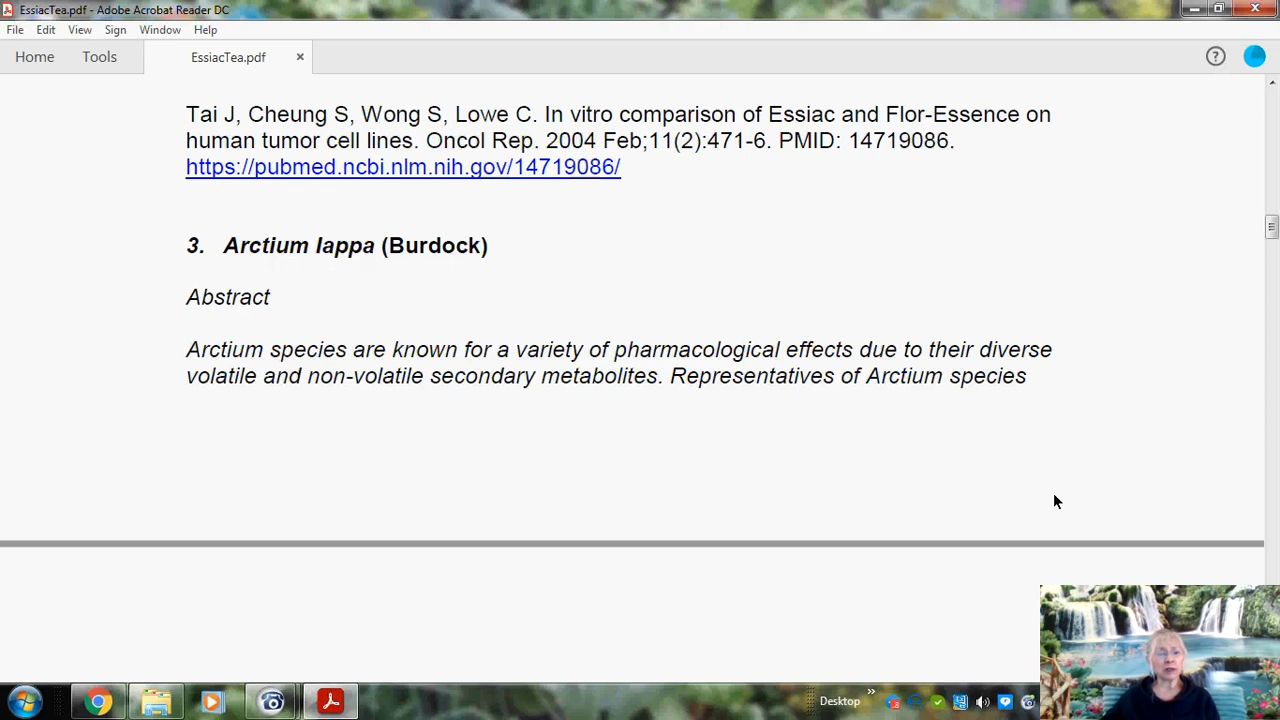 EssiacTea.pdf - Adobe Acrobat Reader DC
File Edit View Sign Window Help
Home Tools EssiacTea.pdf
Tai J, Cheung S, Wong S, Lowe C. In vitro comparison of Essiac and Flor-Essence on
human tumor cell lines. Oncol Rep. 2004 Feb;11(2):471-6. PMID: 14719086.
https://pubmed.ncbi.nlm.nih.gov/14719086/
3. Arctium lappa (Burdock)
Abstract
Arctium species are known for a variety of pharmacological effects due to their diverse
volatile and non-volatile secondary metabolites. Representatives of Arctium species
Desktop